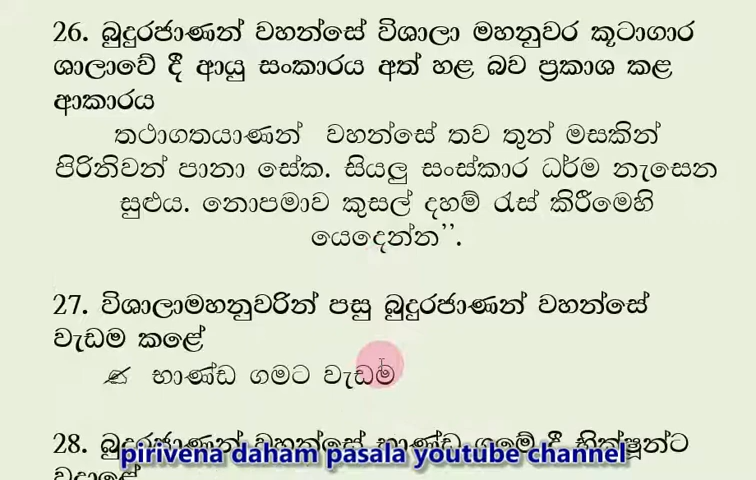 26. බුදුරජාණන් වහන්සේ විශාලා මහනුවර කූටාගාර
ශාලාවේ දී ආයු සංකාරය අත් හළ බව ප්‍රකාශ කළ
ආකාරය
තථාගතයාණන් වහන්සේ තව තුන් මසකින්
පිරිනිවන් පානා සේක. සියලු සංස්කාර ධර්ම නැසෙන
සුළුය. නොපමාව කුසල් දහම් රැස් කිරීමෙහි
යෙදෙන්න’’.
27. විශාලාමහනුවරින් පසු බුදුරජාණන් වහන්සේ
වැඩම කළේ
භාණ්ඩ ගමට වැඩම්
28. බුදුරජාණන් වහන්සේ භාණ්ඩ ගමේ දී භික්ෂූන්ට
වදාළේ
pirivena daham pasala youtube channel